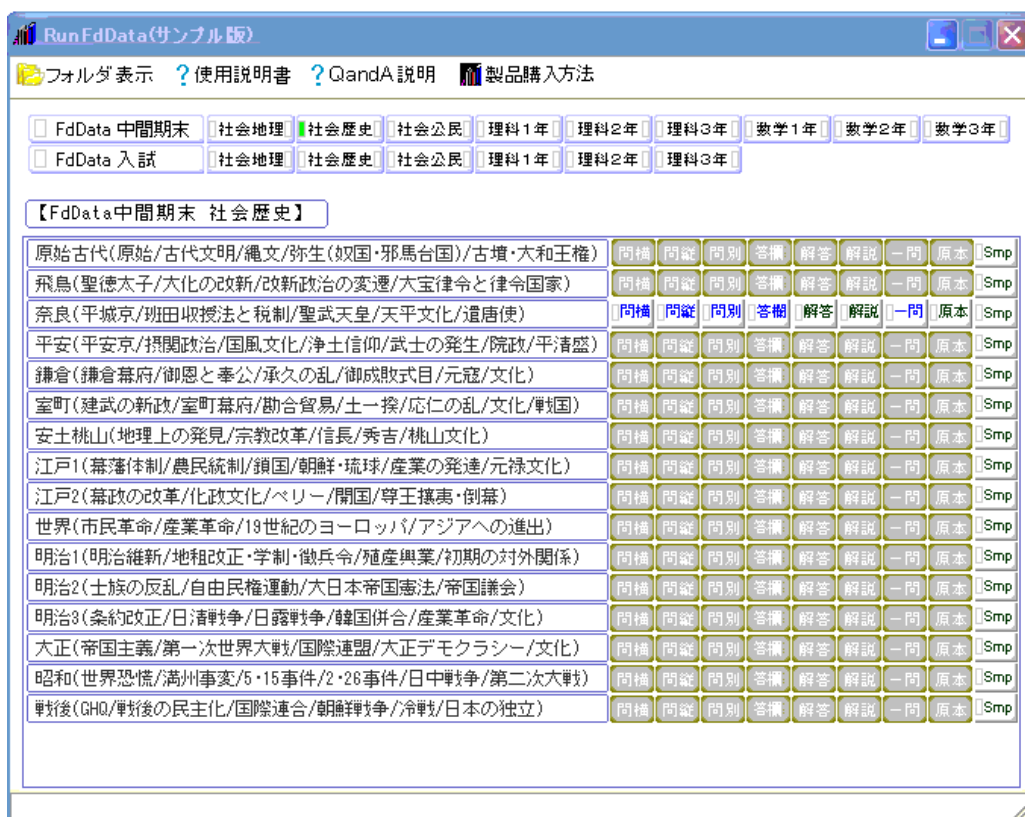 RunFdData(サンプル版)
フォルダ表示 ?使用説明書 ?QandA説明 製品購入方法
FdData 中間期末 社会地理 社会歴史 社会公民 理科1年 理科2年 理科3年 数学1年 数学2年 数学3年
FdData 入試 社会地理 社会歴史 社会公民 理科1年 理科2年 理科3年
【FdData中間期末 社会歴史】
原始古代(原始/古代文明/縄文/弥生(奴国・邪馬台国)/古墳・大和王権) 問横 問縦 問別 答欄 解答 解説 一問 原本 Smp
飛鳥(聖徳太子/大化の改新/改新政治の変遷/大宝律令と律令国家) 問横 問縦 問別 答欄 解答 解説 一問 原本 Smp
奈良(平城京/班田収授法と税制/聖武天皇/天平文化/遣唐使) 問横 問縦 問別 答欄 解答 解説 一問 原本 Smp
平安(平安京/摂関政治/国風文化/浄土信仰/武士の発生/院政/平清盛) 問横 問縦 問別 答欄 解答 解説 一問 原本 Smp
鎌倉(鎌倉幕府/御恩と奉公/承久の乱/御成敗式目/元寇/文化) 問横 問縦 問別 答欄 解答 解説 一問 原本 Smp
室町(建武の新政/室町幕府/勘合貿易/土一揆/応仁の乱/文化/戦国) 問横 問縦 問別 答欄 解答 解説 一問 原本 Smp
安土桃山(地理上の発見/宗教改革/信長/秀吉/桃山文化) 問横 問縦 問別 答欄 解答 解説 一問 原本 Smp
江戸1(幕藩体制/農民統制/鎖国/朝鮮・琉球/産業の発達/元禄文化) 問横 問縦 問別 答欄 解答 解説 一問 原本 Smp
江戸2(幕政の改革/化政文化/ペリー/開国/尊王攘夷・倒幕) 問横 問縦 問別 答欄 解答 解説 一問 原本 Smp
世界(市民革命/産業革命/19世紀のヨーロッパ/アジアへの進出) 問横 問縦 問別 答欄 解答 解説 一問 原本 Smp
明治1(明治維新/地租改正・学制・徴兵令/殖産興業/初期の対外関係) 問横 問縦 問別 答欄 解答 解説 一問 原本 Smp
明治2(士族の反乱/自由民権運動/大日本帝国憲法/帝国議会) 問横 問縦 問別 答欄 解答 解説 一問 原本 Smp
明治3(条約改正/日清戦争/日露戦争/韓国併合/産業革命/文化) 問横 問縦 問別 答欄 解答 解説 一問 原本 Smp
大正(帝国主義/第一次世界大戦/国際連盟/大正デモクラシー/文化) 問横 問縦 問別 答欄 解答 解説 一問 原本 Smp
昭和(世界恐慌/満州事変/5・15事件/2・26事件/日中戦争/第二次大戦) 問横 問縦 問別 答欄 解答 解説 一問 原本 Smp
戦後(GHQ/戦後の民主化/国際連合/朝鮮戦争/冷戦/日本の独立) 問横 問縦 問別 答欄 解答 解説 一問 原本 Smp